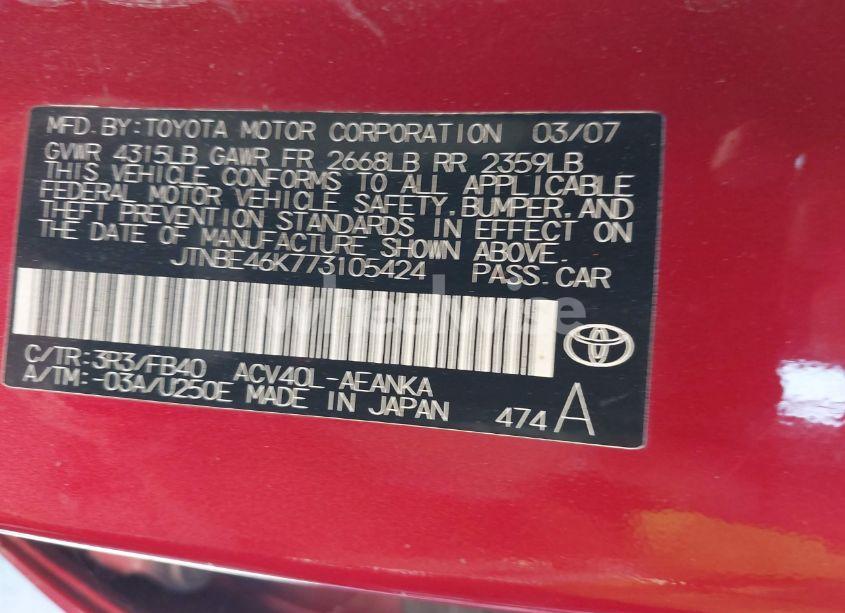 MFD.BY:TOYOTA MOTOR CORPORATION 03/07
GVWR 4315LB GAWR FR 2668LB RR 2359LB
THIS VEHICLE CONFORMS TO ALL APPLICABLE
FEDERAL MOTOR VEHICLE SAFETY,BUMPER,AND
THEFT PREVENTION STANDARDS IN EFFECT ON
THE DATE OF MANUFACTURE SHOWN ABOVE.
JTNBE46K773105424 PASS.CAR
wheelwise
C/TR:3R3/FB40 ACV40L-AEANKA
A/TM:-03A/U250E MADE IN JAPAN 474A